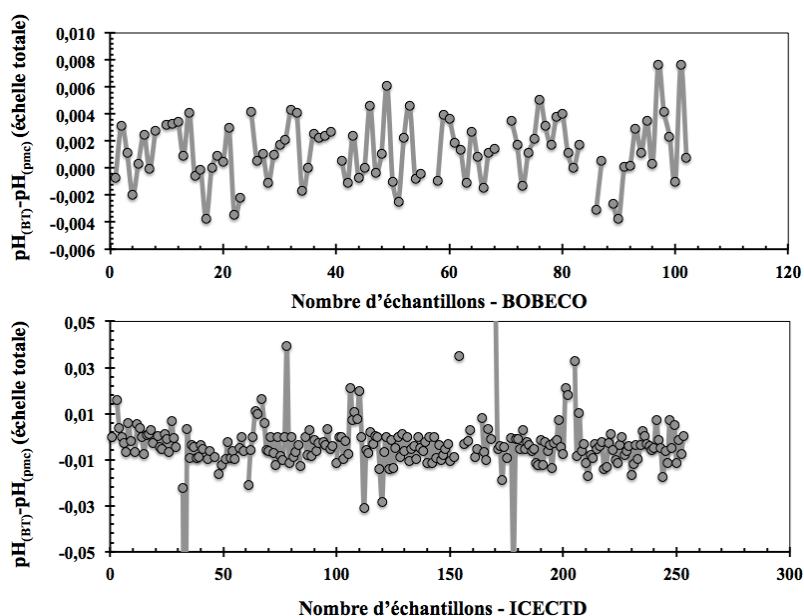 pH(BT)-pH(pmc) (échelle totale)
0,010
0,008
0,006
0,004
0,002
0,000
-0,002
-0,004
-0,006
0 20 40 60 80 100 120
Nombre d'échantillons - BOBECO
pH(BT)-pH(pmc) (échelle totale)
0,05
0,03
0,01
-0,01
-0,03
-0,05
0 50 100 150 200 250 300
Nombre d'échantillons - ICECTD